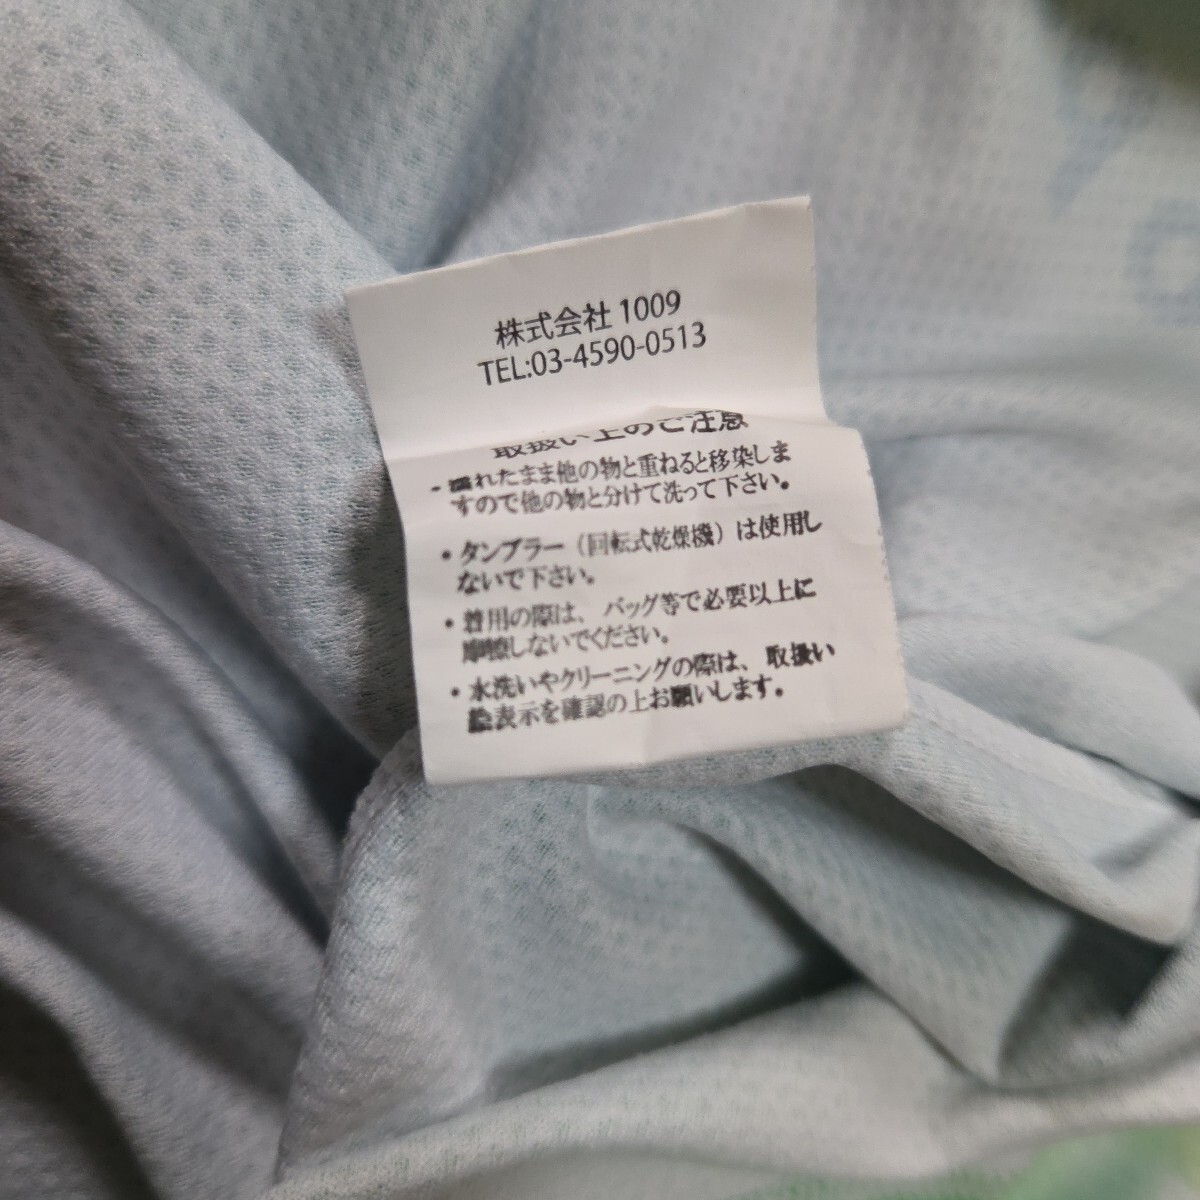 株式会社 1009
TEL:03-4590-0513
取扱い上のご注意
・濡れたまま他の物と重ねると移染しま
すので他の物と分けて洗って下さい。
・タンブラー（回転式乾燥機）は使用し
ないで下さい。
・着用の際は、バッグ等で必要以上に
摩擦しないでください。
・水洗いやクリーニングの際は、取扱い
絵表示を確認の上お願いします。